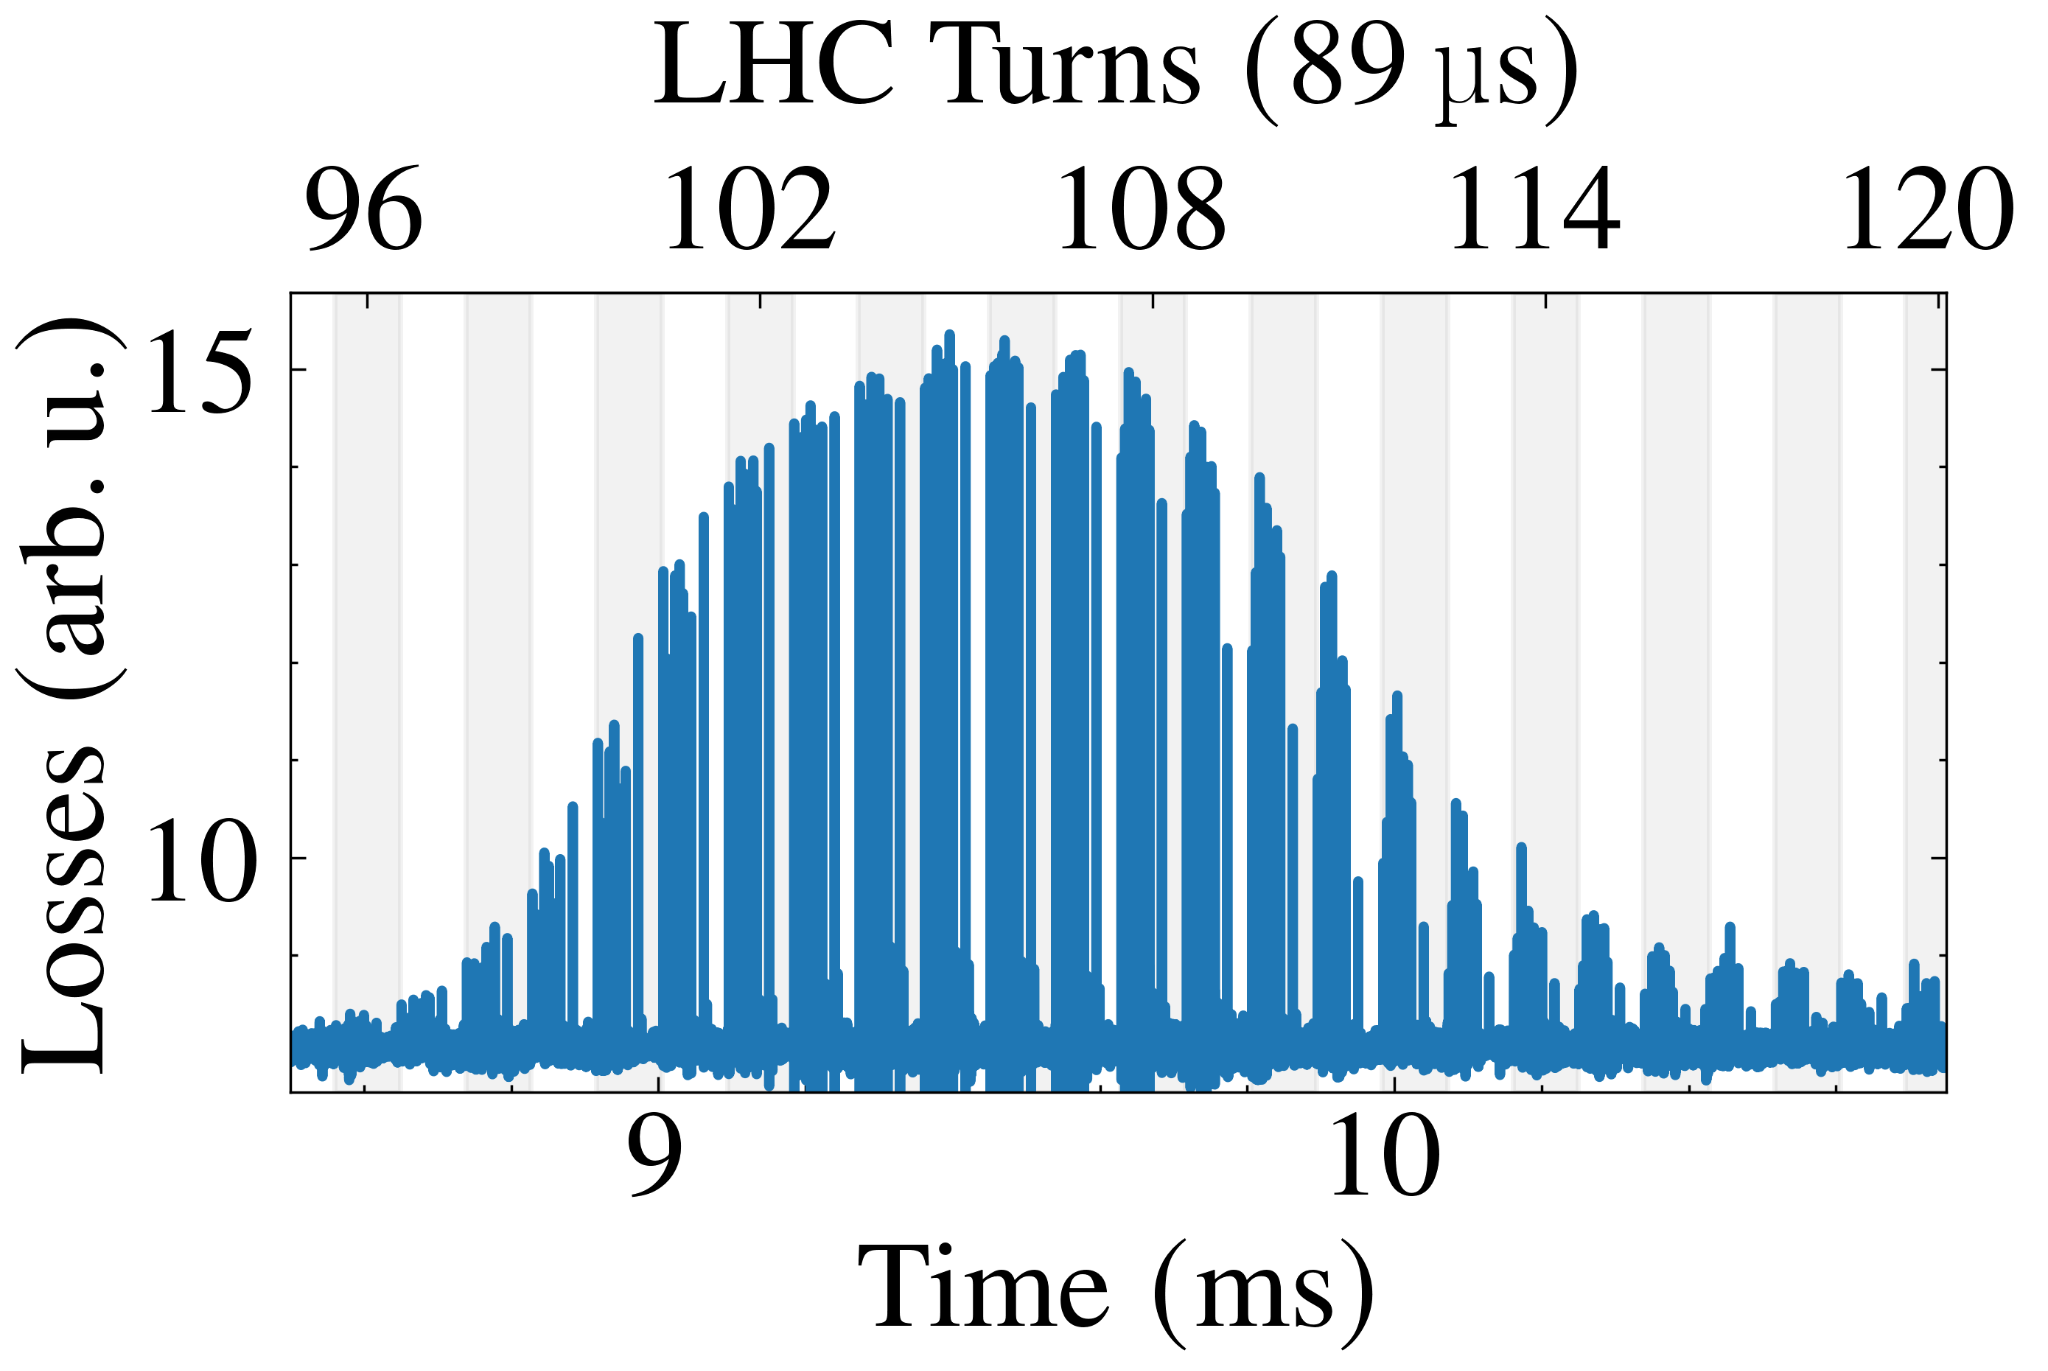 LHC Turns (89 µs)
96 102 108 114 120
Losses (arb. u.)
15
10
9 10
Time (ms)